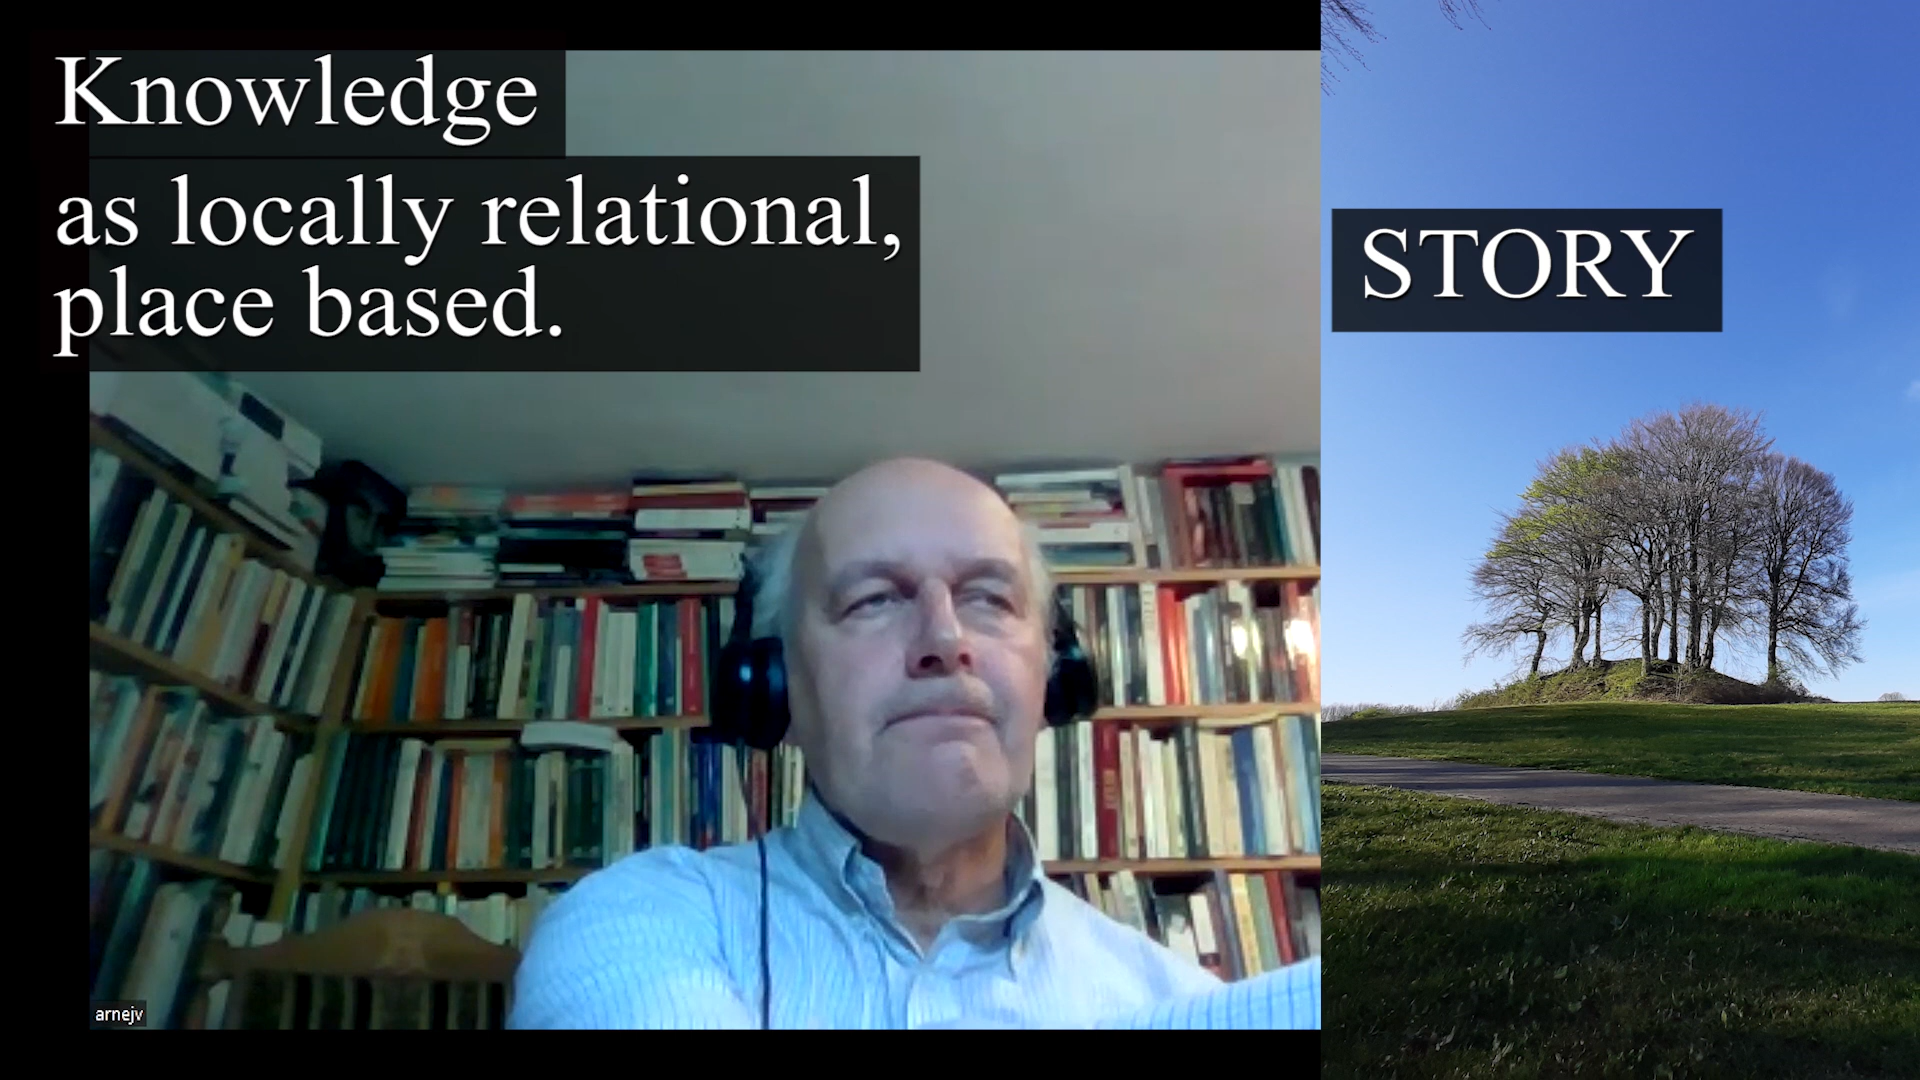 Knowledge
as locally relational,
place based.
STORY
arnejv